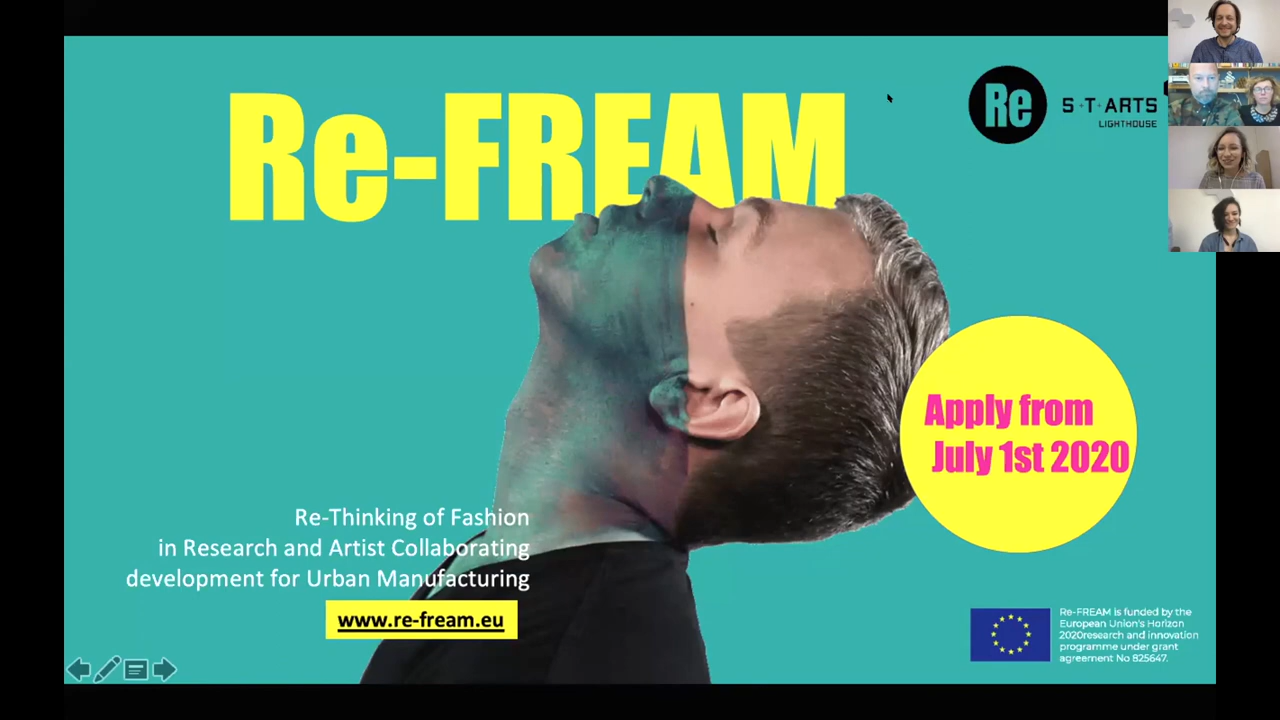 Re-FREAM
Re
S+T+ARTS
LIGHTHOUSE
Apply from
July 1st 2020
Re-Thinking of Fashion
in Research and Artist Collaborating
development for Urban Manufacturing
www.re-fream.eu
Re-FREAM is funded by the
European Union's Horizon
2020research and innovation
programme under grant
agreement No 825647.